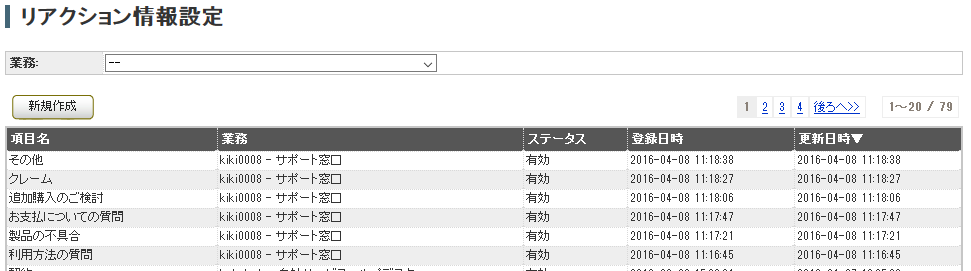 リアクション情報設定
業務: --
新規作成 1 2 3 4 後ろへ>> 1～20 / 79
項目名 業務 ステータス 登録日時 更新日時▼
その他 kiki0008 - サポート窓口 有効 2016-04-08 11:18:38 2016-04-08 11:18:38
クレーム kiki0008 - サポート窓口 有効 2016-04-08 11:18:27 2016-04-08 11:18:27
追加購入のご検討 kiki0008 - サポート窓口 有効 2016-04-08 11:18:06 2016-04-08 11:18:06
お支払についての質問 kiki0008 - サポート窓口 有効 2016-04-08 11:17:47 2016-04-08 11:17:47
製品の不具合 kiki0008 - サポート窓口 有効 2016-04-08 11:17:21 2016-04-08 11:17:21
利用方法の質問 kiki0008 - サポート窓口 有効 2016-04-08 11:16:45 2016-04-08 11:16:45